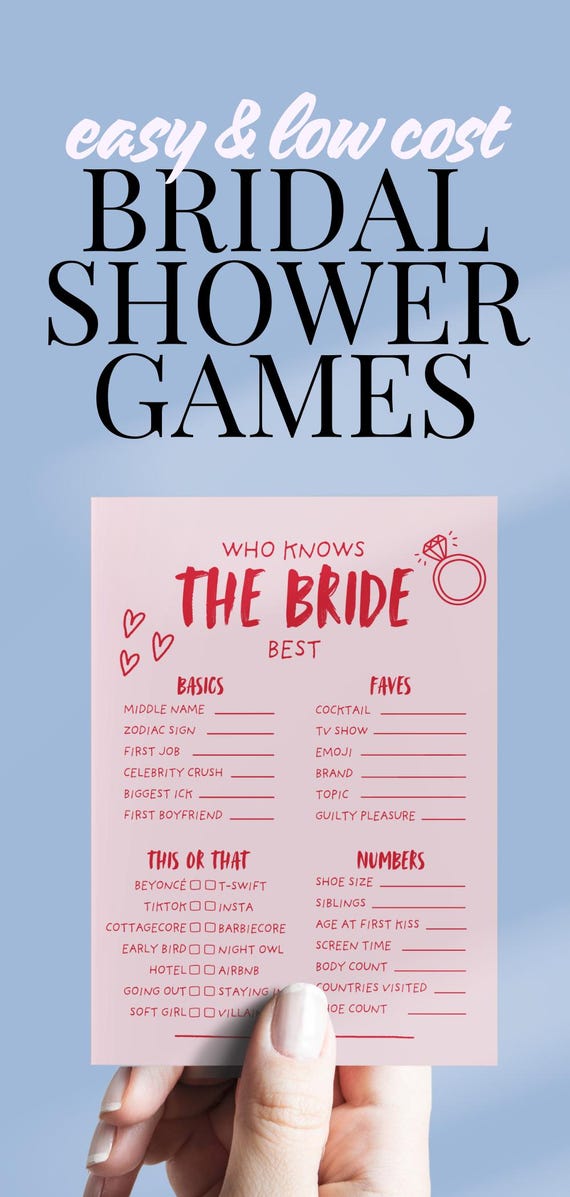 easy & low cost
BRIDAL
SHOWER
GAMES
WHO KNOWS
THE BRIDE
BEST
BASICS
MIDDLE NAME
ZODIAC SIGN
FIRST JOB
CELEBRITY CRUSH
BIGGEST ICK
FIRST BOYFRIEND
FAVES
COCKTAIL
TV SHOW
EMOJI
BRAND
TOPIC
GUILTY PLEASURE
THIS OR THAT
BEYONCÉ T-SWIFT
TIKTOK INSTA
COTTAGECORE BARBIECORE
EARLY BIRD NIGHT OWL
HOTEL AIRBNB
GOING OUT STAYING
SOFT GIRL
NUMBERS
SHOE SIZE
SIBLINGS
AGE AT FIRST KISS
SCREEN TIME
BODY COUNT
COUNTRIES VISITED
COUNT